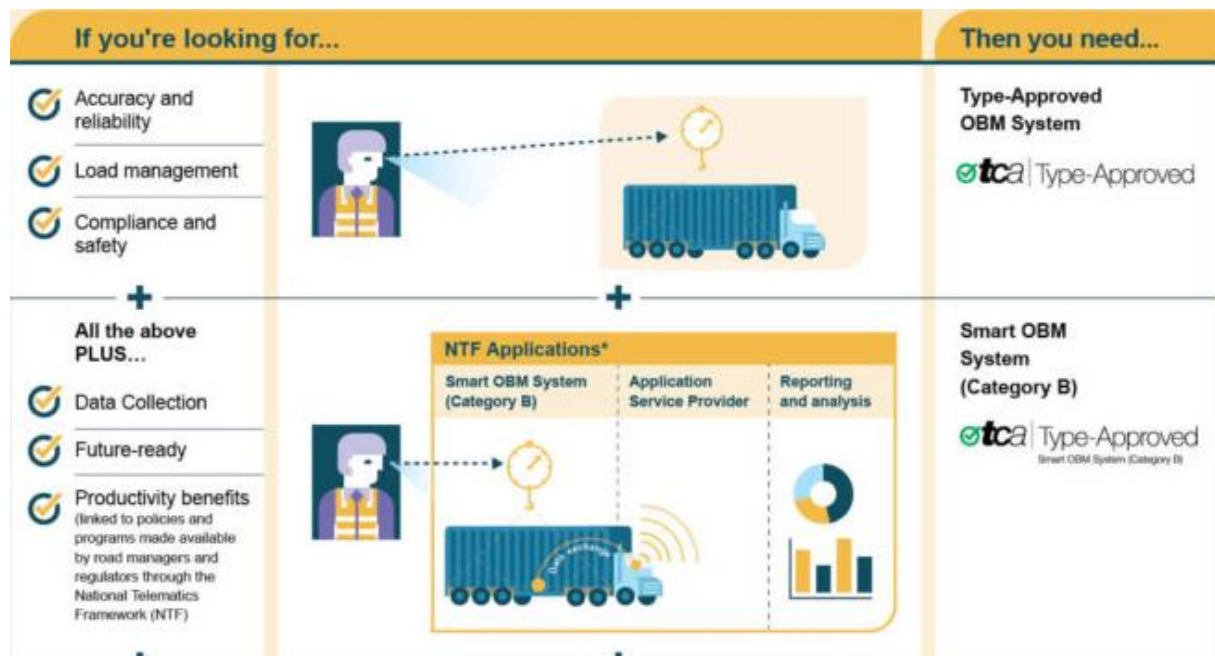 If you're looking for...
Then you need...
Accuracy and
reliability
Load management
Compliance and
safety
Type-Approved
OBM System
tca Type-Approved
All the above
PLUS...
Data Collection
Future-ready
Productivity benefits
(linked to policies and
programs made available
by road managers and
regulators through the
National Telematics
Framework (NTF)
NTF Applications*
Smart OBM System
(Category B)
Application
Service Provider
Reporting
and analysis
Data exchange
Smart OBM
System
(Category B)
tca Type-Approved
Smart OBM System (Category B)